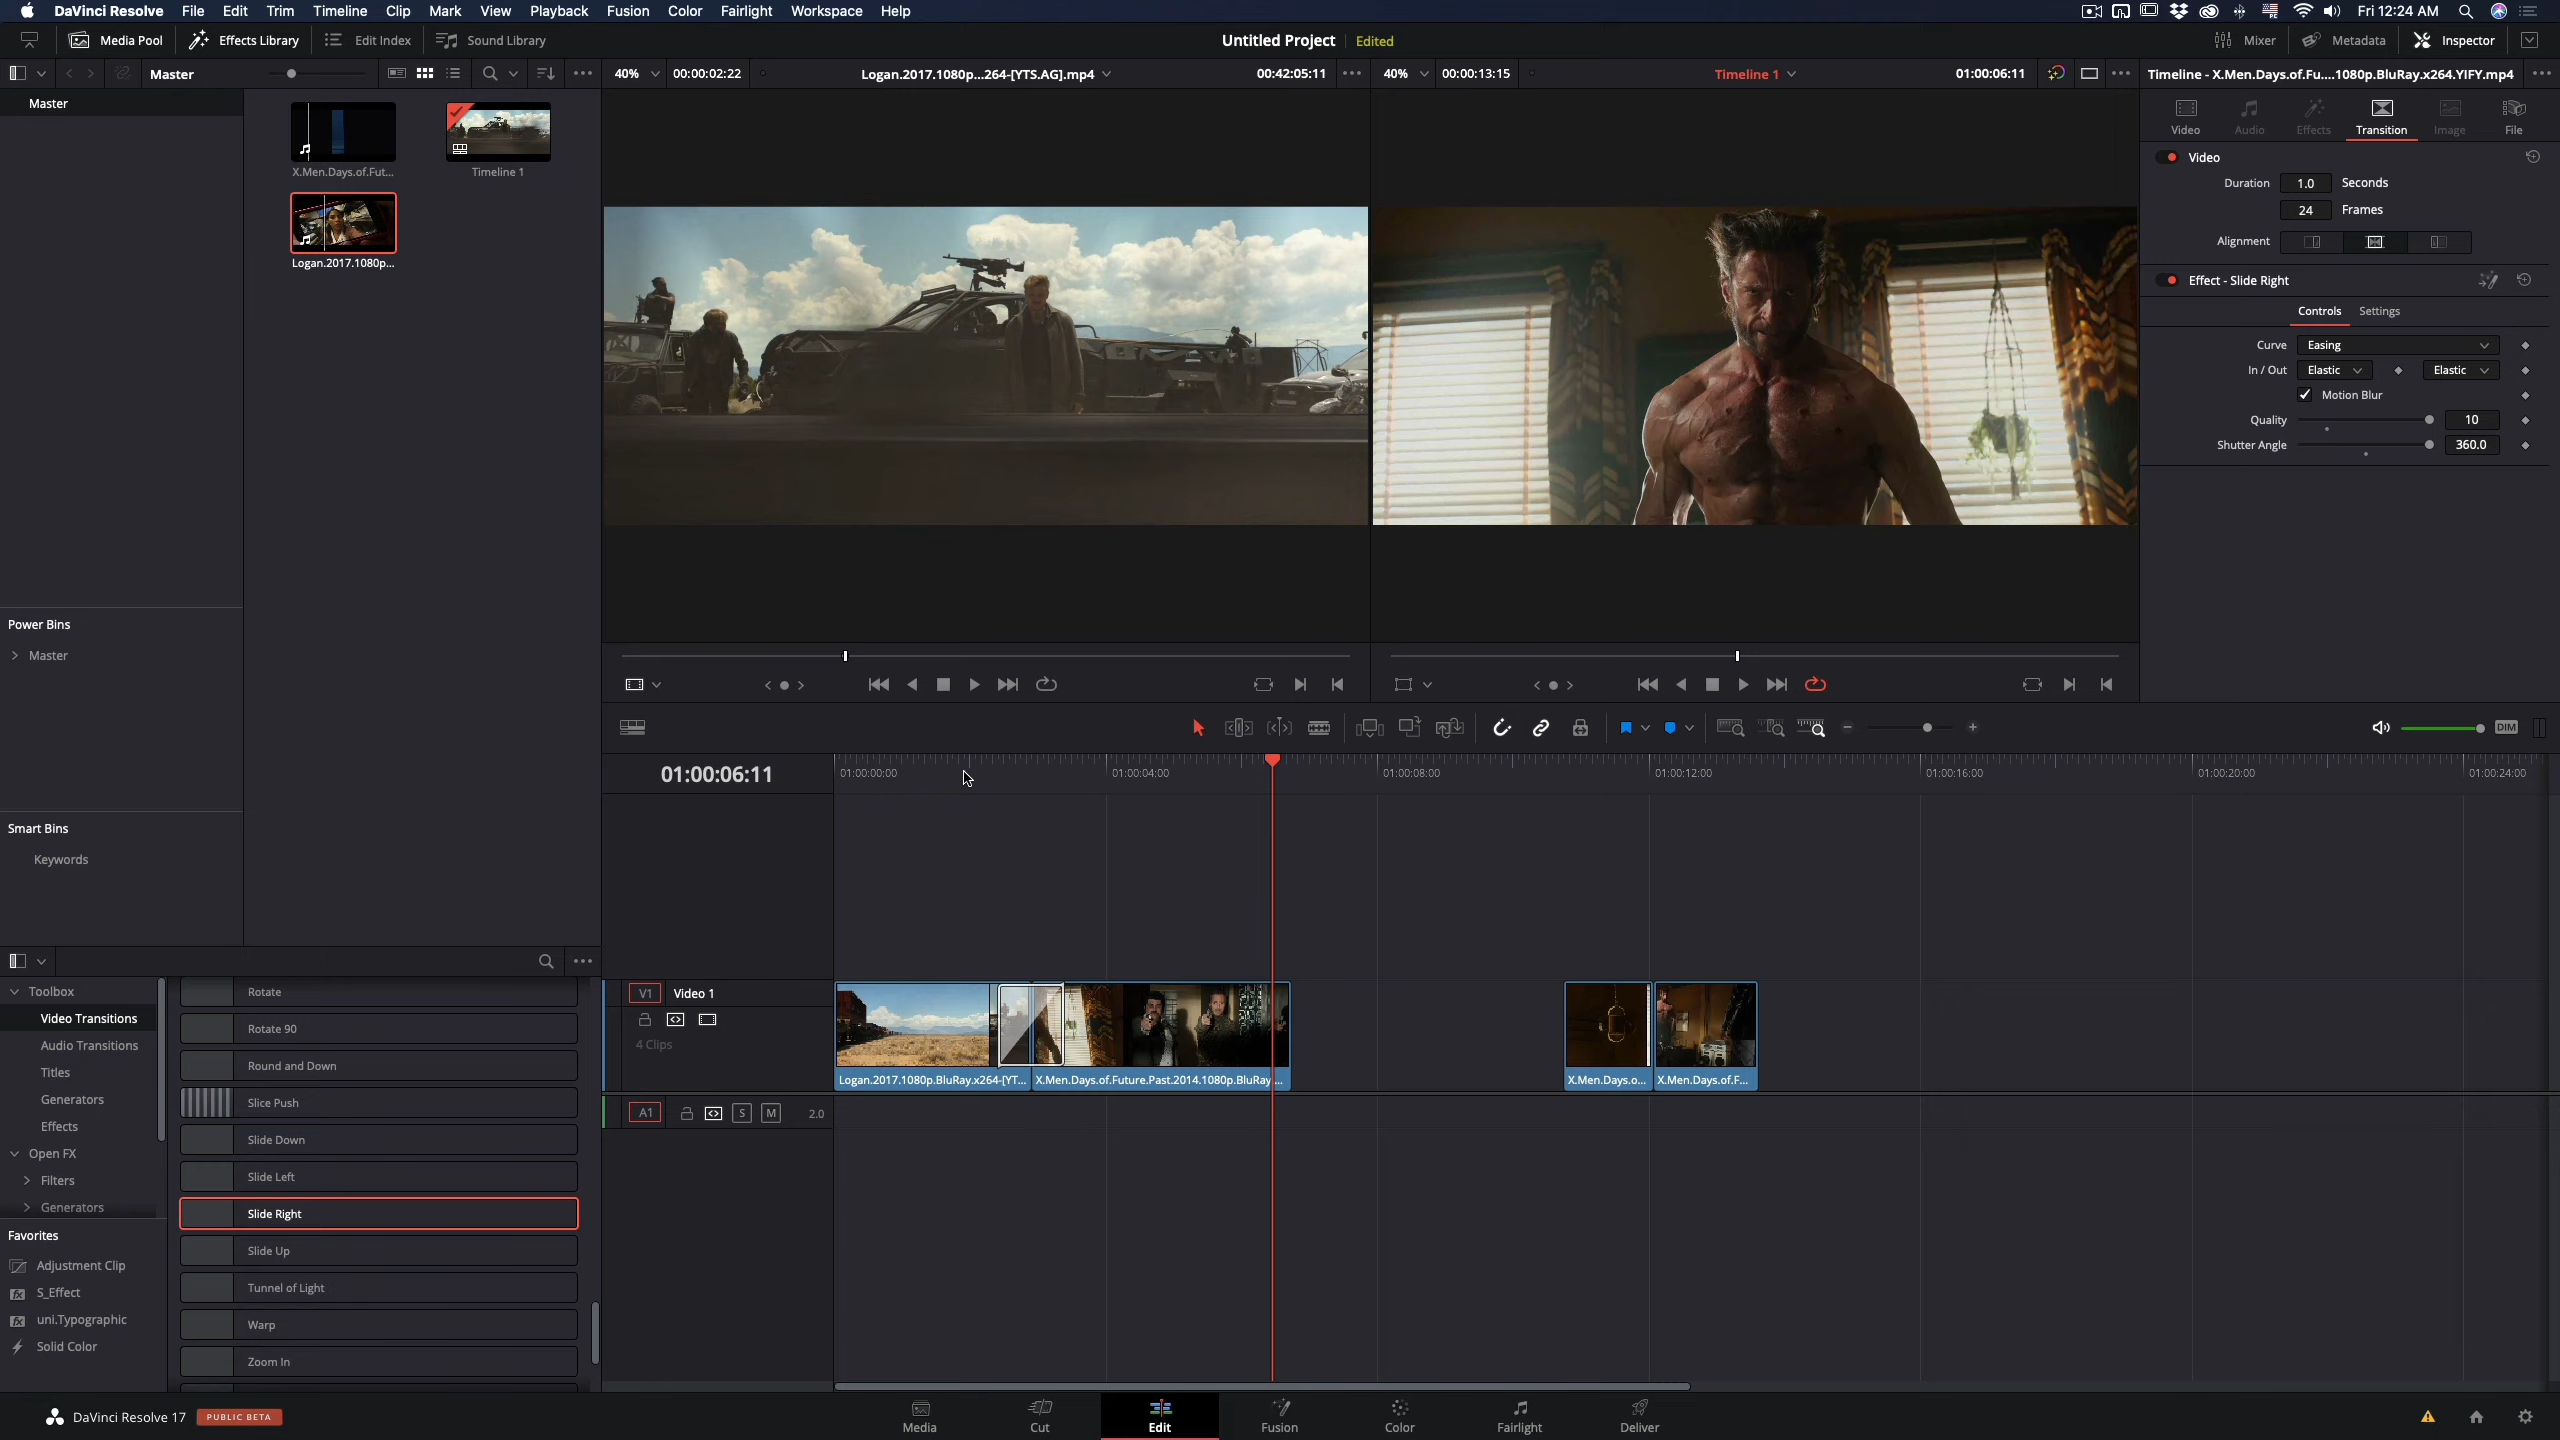 DaVinci Resolve File Edit Trim Timeline Clip Mark View Playback Fusion Color Fairlight Workspace Help Fri 12:24 AM
Media Pool Effects Library Edit Index Sound Library Untitled Project Edited Mixer Metadata Inspector
Master 40% 00:00:02:22 Logan.2017.1080p...264-[YTS.AG].mp4 00:42:05:11 40% 00:00:13:15 Timeline 1 01:00:06:11 Timeline - X.Men.Days.of.Fu....1080p.BluRay.x264.YIFY.mp4
Master
Video Audio Effects Transition Image File
X.Men.Days.of.Fut... Timeline 1
Logan.2017.1080p...
Video
Duration 1.0 Seconds
24 Frames
Alignment
Effect - Slide Right
Controls Settings
Curve Easing
In / Out Elastic Elastic
Motion Blur
Quality 10
Shutter Angle 360.0
Power Bins
Master
Smart Bins
Keywords
DIM
01:00:06:11 01:00:00:00 01:00:04:00 01:00:08:00 01:00:12:00 01:00:16:00 01:00:20:00 01:00:24:00
V1 Video 1
4 Clips
Logan.2017.1080p.BluRay.x264-[YT... X.Men.Days.of.Future.Past.2014.1080p.BluRay.... X.Men.Days.o... X.Men.Days.of.F...
A1 S M 2.0
Toolbox
Video Transitions
Audio Transitions
Titles
Generators
Effects
Open FX
Filters
Generators
Favorites
Adjustment Clip
S_Effect
uni.Typographic
Solid Color
Rotate
Rotate 90
Round and Down
Slice Push
Slide Down
Slide Left
Slide Right
Slide Up
Tunnel of Light
Warp
Zoom In
DaVinci Resolve 17 PUBLIC BETA
Media Cut Edit Fusion Color Fairlight Deliver